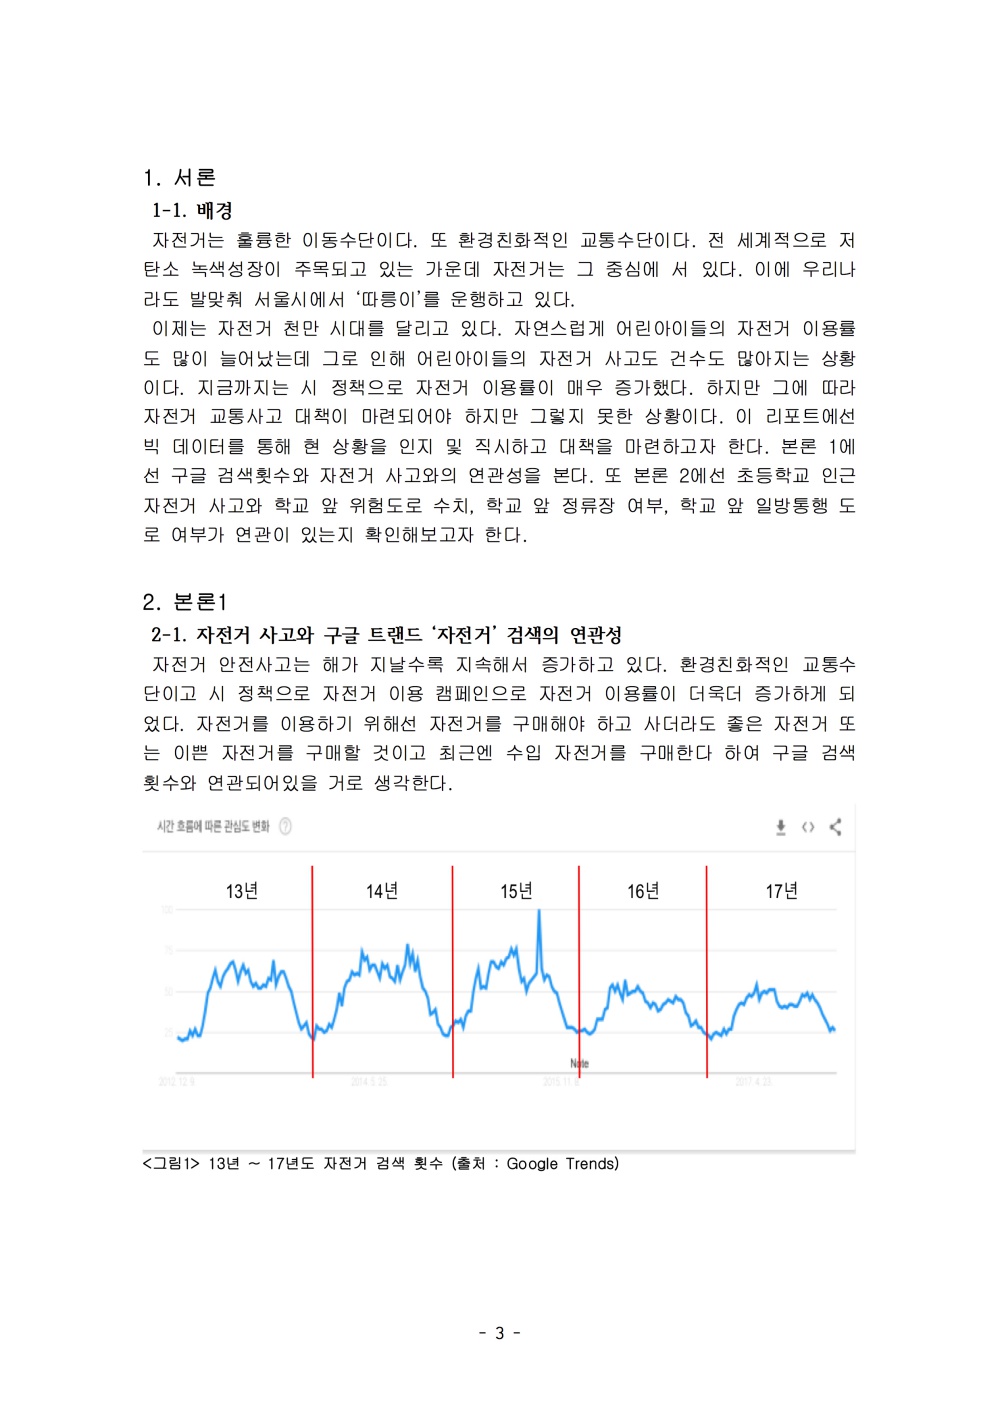 1. 서론
1-1. 배경
자전거는 훌륭한 이동수단이다. 또 환경친화적인 교통수단이다. 전 세계적으로 저
탄소 녹색성장이 주목되고 있는 가운데 자전거는 그 중심에 서 있다. 이에 우리나
라도 발맞춰 서울시에서 ‘따릉이’를 운행하고 있다.
이제는 자전거 천만 시대를 달리고 있다. 자연스럽게 어린아이들의 자전거 이용률
도 많이 늘어났는데 그로 인해 어린아이들의 자전거 사고도 건수도 많아지는 상황
이다. 지금까지는 시 정책으로 자전거 이용률이 매우 증가했다. 하지만 그에 따라
자전거 교통사고 대책이 마련되어야 하지만 그렇지 못한 상황이다. 이 리포트에선
빅 데이터를 통해 현 상황을 인지 및 직시하고 대책을 마련하고자 한다. 본론 1에
선 구글 검색횟수와 자전거 사고와의 연관성을 본다. 또 본론 2에선 초등학교 인근
자전거 사고와 학교 앞 위험도로 수치, 학교 앞 정류장 여부, 학교 앞 일방통행 도
로 여부가 연관이 있는지 확인해보고자 한다.
2. 본론1
2-1. 자전거 사고와 구글 트랜드 ‘자전거’ 검색의 연관성
자전거 안전사고는 해가 지날수록 지속해서 증가하고 있다. 환경친화적인 교통수
단이고 시 정책으로 자전거 이용 캠페인으로 자전거 이용률이 더욱더 증가하게 되
었다. 자전거를 이용하기 위해선 자전거를 구매해야 하고 사더라도 좋은 자전거 또
는 이쁜 자전거를 구매할 것이고 최근엔 수입 자전거를 구매한다 하여 구글 검색
횟수와 연관되어있을 거로 생각한다.
시간 흐름에 따른 관심도 변화 ?
13년 14년 15년 16년 17년
100
75
50
25
Note
2012.12.9 2014.5.25 2015.11.8 2017.4.23
<그림1> 13년 ~ 17년도 자전거 검색 횟수 (출처 : Google Trends)
- 3 -